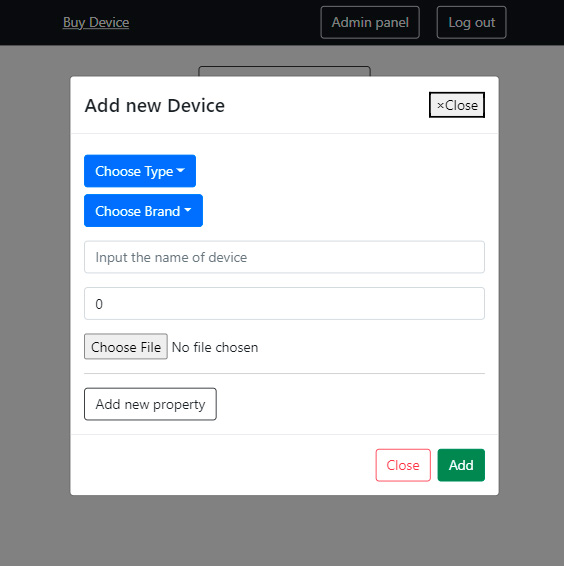 Buy Device Admin panel Log out
Add new Device ×Close
Choose Type
Choose Brand
Input the name of device
0
Choose File No file chosen
Add new property
Close Add